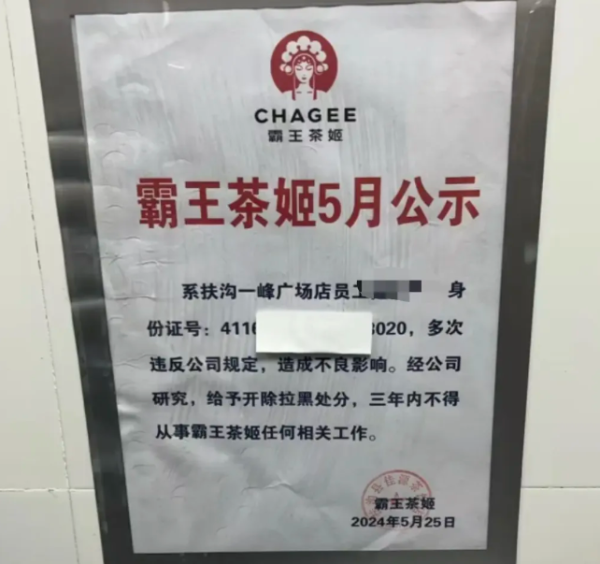 CHAGEE
霸王茶姬
霸王茶姬5月公示
系扶沟一峰广场店员工 身
份证号：4116 3020，多次
违反公司规定，造成不良影响。经公司
研究，给予开除拉黑处分，三年内不得
从事霸王茶姬任何相关工作。
霸王茶姬
2024年5月25日